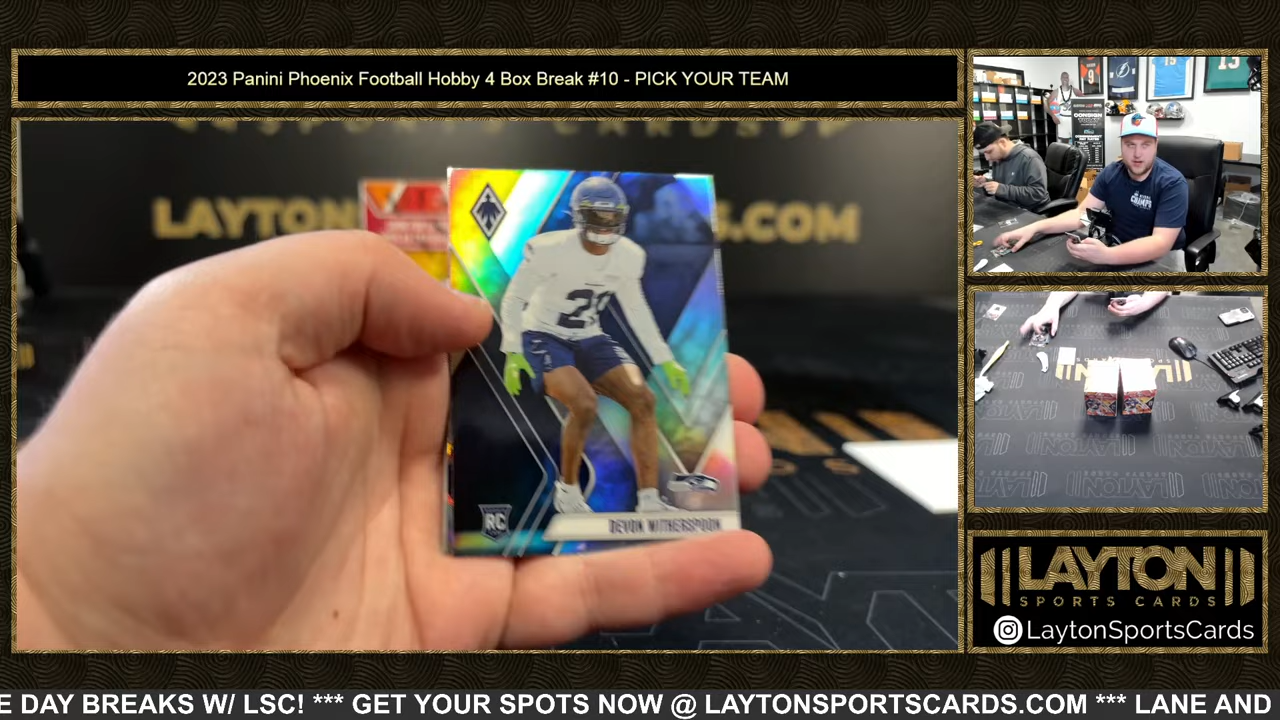 2023 Panini Phoenix Football Hobby 4 Box Break #10 - PICK YOUR TEAM
LAYTON
S.COM
RC
DEVON WITHERSPOON
LAYTON
SPORTS CARDS
LaytonSportsCards
E DAY BREAKS W/ LSC! *** GET YOUR SPOTS NOW @ LAYTONSPORTSCARDS.COM *** LANE AND